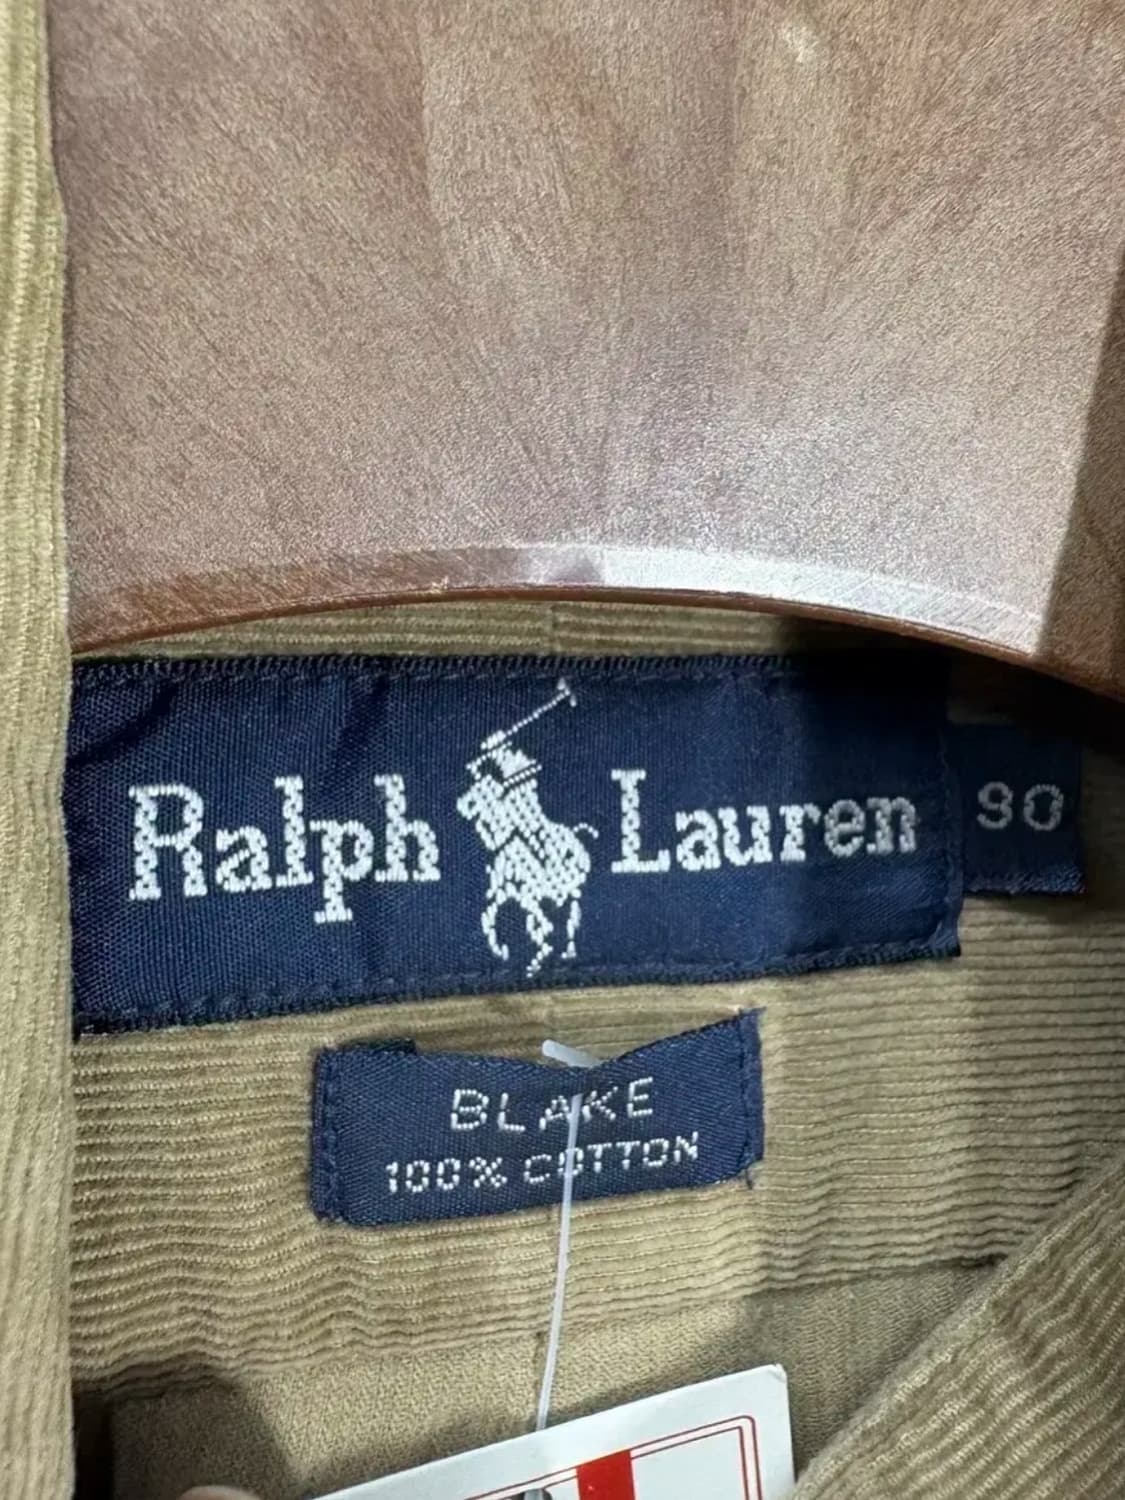 Ralph Lauren
90
BLAKE
100% COTTON